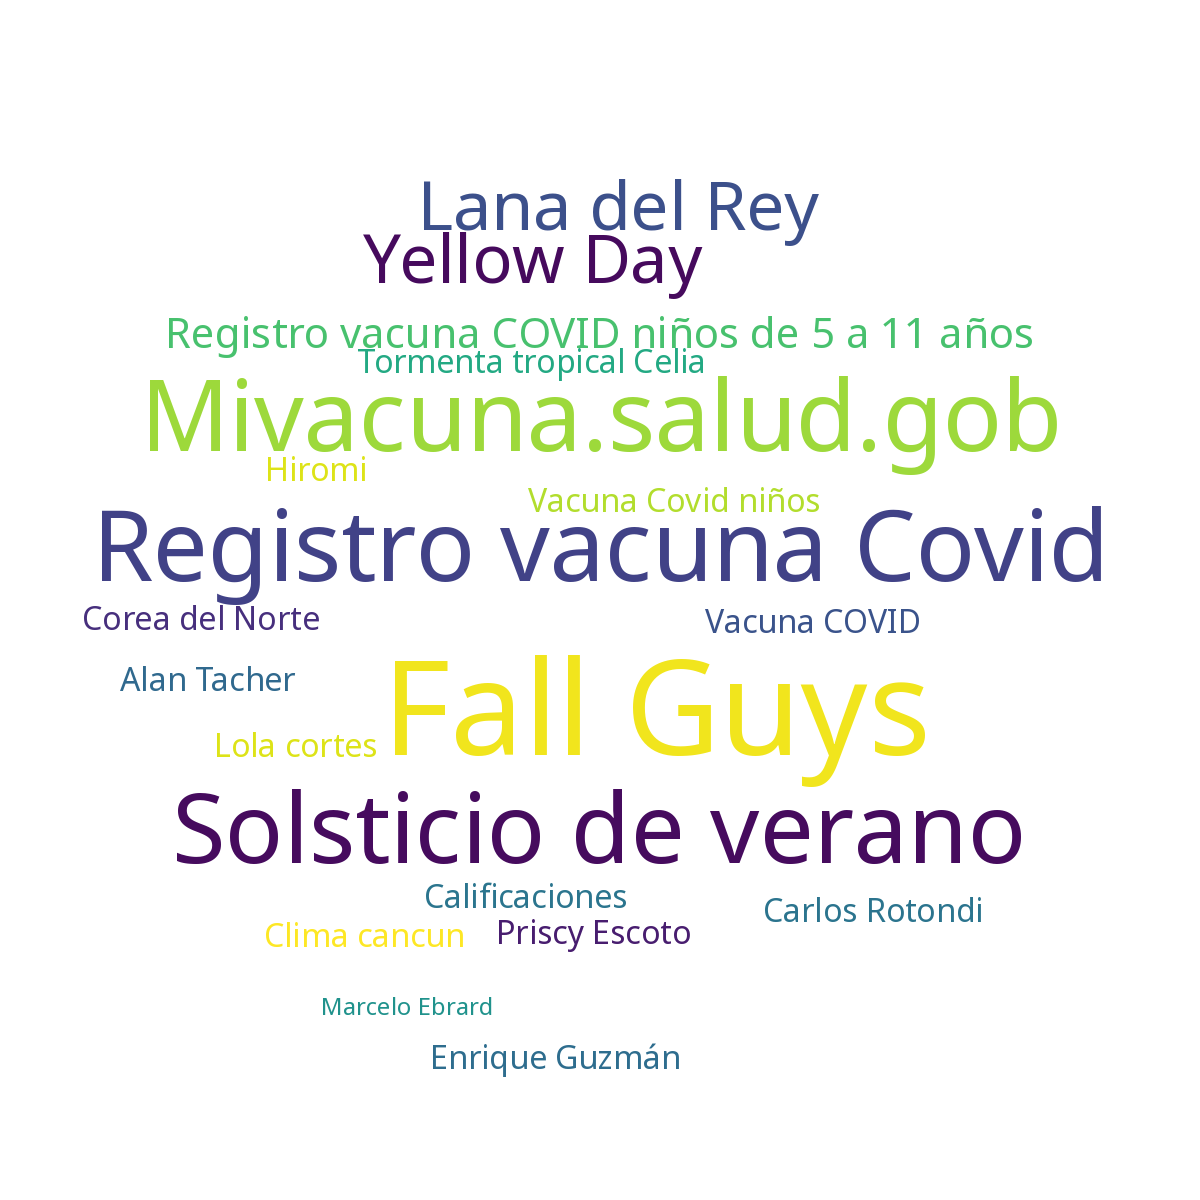 Lana del Rey
Yellow Day
Registro vacuna COVID niños de 5 a 11 años
Tormenta tropical Celia
Mivacuna.salud.gob
Hiromi
Vacuna Covid niños
Registro vacuna Covid
Corea del Norte
Vacuna COVID
Alan Tacher
Fall Guys
Lola cortes
Solsticio de verano
Calificaciones
Carlos Rotondi
Clima cancun
Priscy Escoto
Marcelo Ebrard
Enrique Guzmán